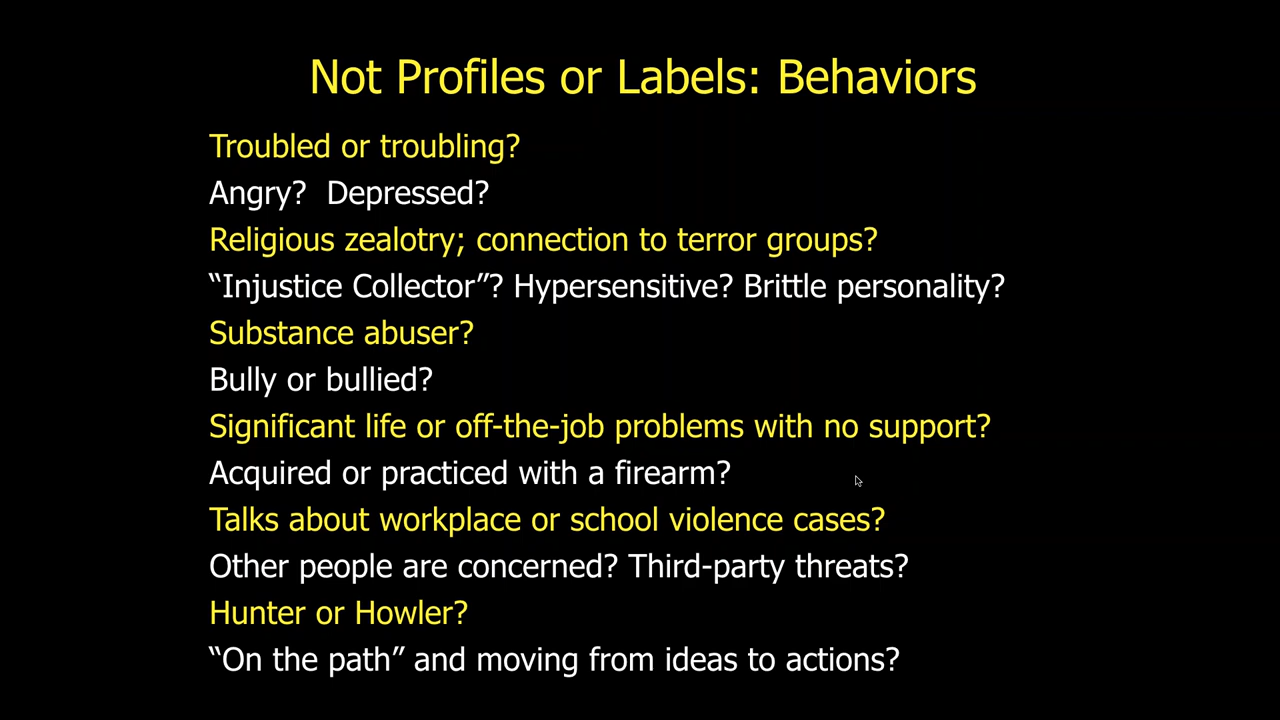 Not Profiles or Labels: Behaviors
Troubled or troubling?
Angry?  Depressed?
Religious zealotry; connection to terror groups?
“Injustice Collector”? Hypersensitive? Brittle personality?
Substance abuser?
Bully or bullied?
Significant life or off-the-job problems with no support?
Acquired or practiced with a firearm?
Talks about workplace or school violence cases?
Other people are concerned? Third-party threats?
Hunter or Howler?
“On the path” and moving from ideas to actions?